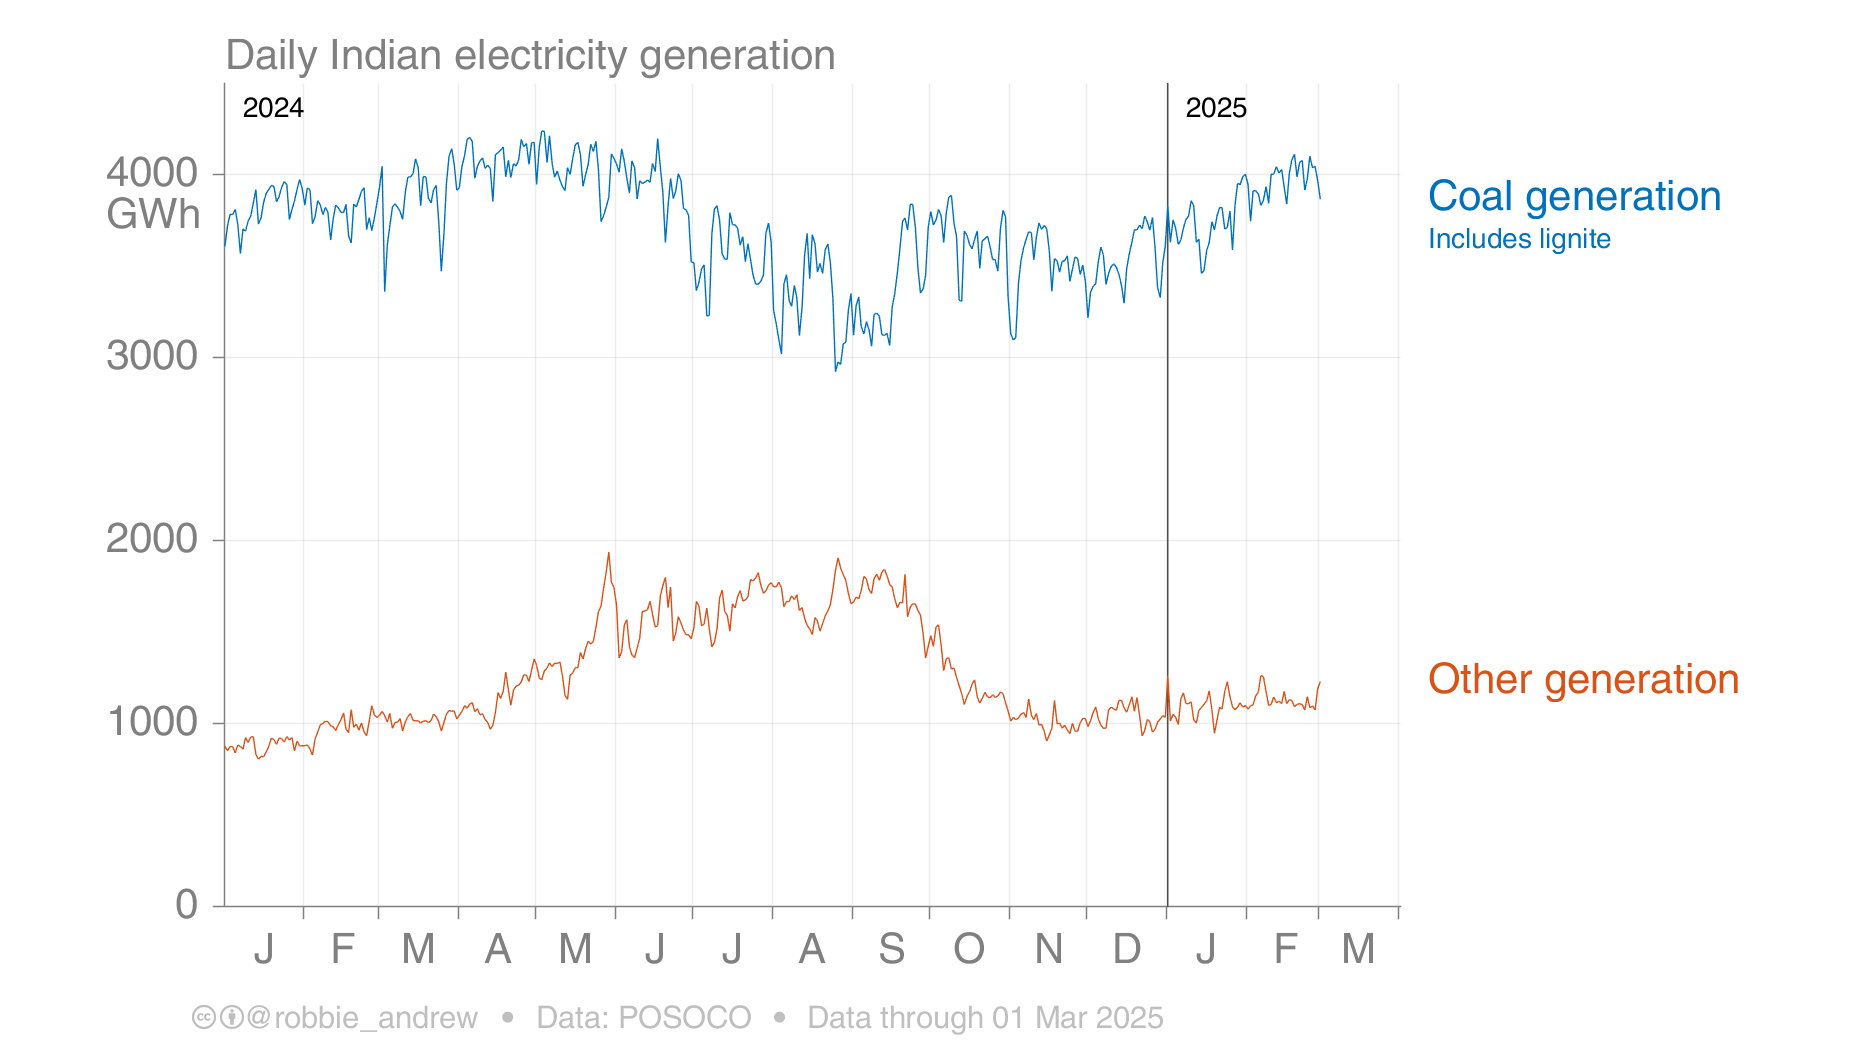 Daily Indian electricity generation
2024
2025
4000
GWh
3000
2000
1000
0
Coal generation
Includes lignite
Other generation
J F M A M J J A S O N D J F M
@robbie_andrew • Data: POSOCO • Data through 01 Mar 2025